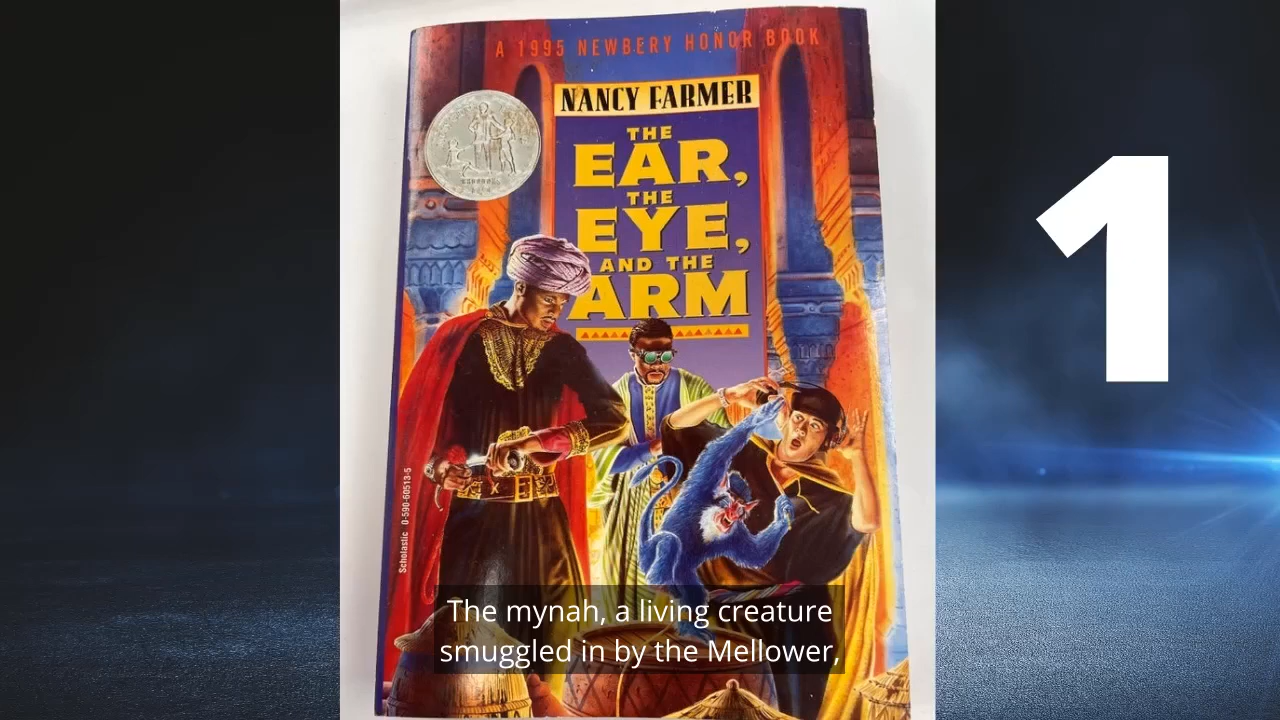 A 1995 NEWBERY HONOR BOOK
NANCY FARMER
THE
EAR,
THE
EYE,
AND THE
ARM
1
Scholastic 0-590-60513-5
The mynah, a living creature
smuggled in by the Mellower,